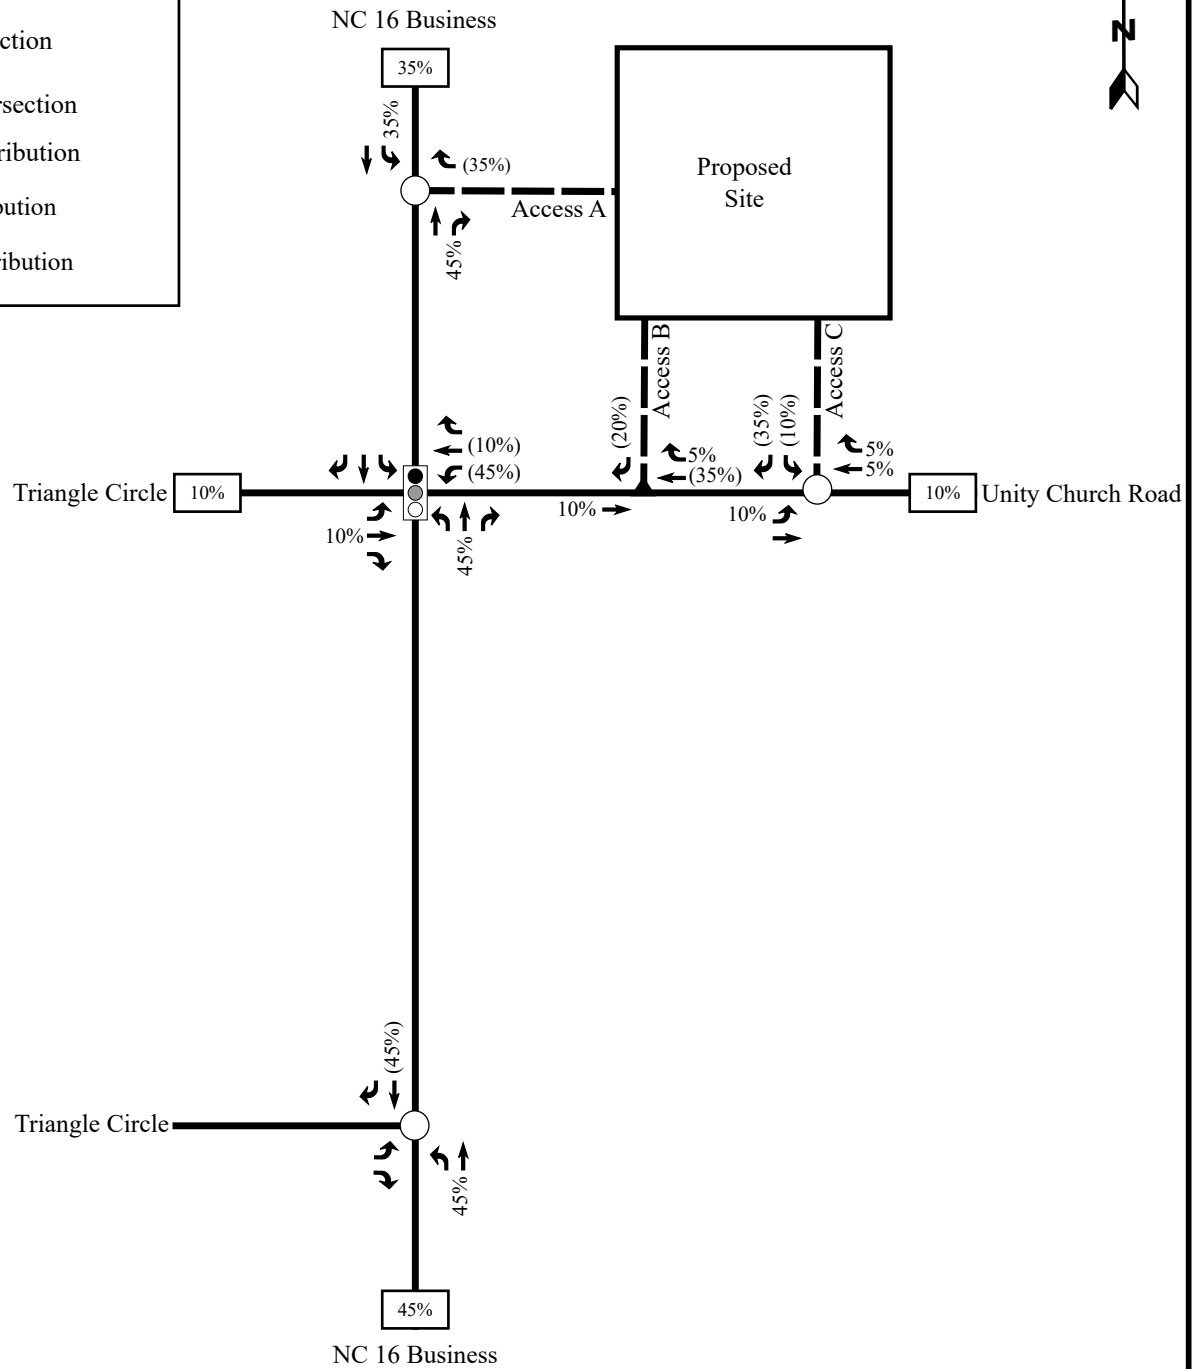 NC 16 Business
35%
N
ction
rsection
ribution
bution
ribution
35%
(35%)
Access A
45%
Proposed
Site
Access B
Access C
(20%)
(35%)
(10%)
(10%)
(45%)
5%
(35%)
5%
5%
Triangle Circle
10%
10%
10%
10%
Unity Church Road
10%
45%
(45%)
Triangle Circle
45%
45%
NC 16 Business